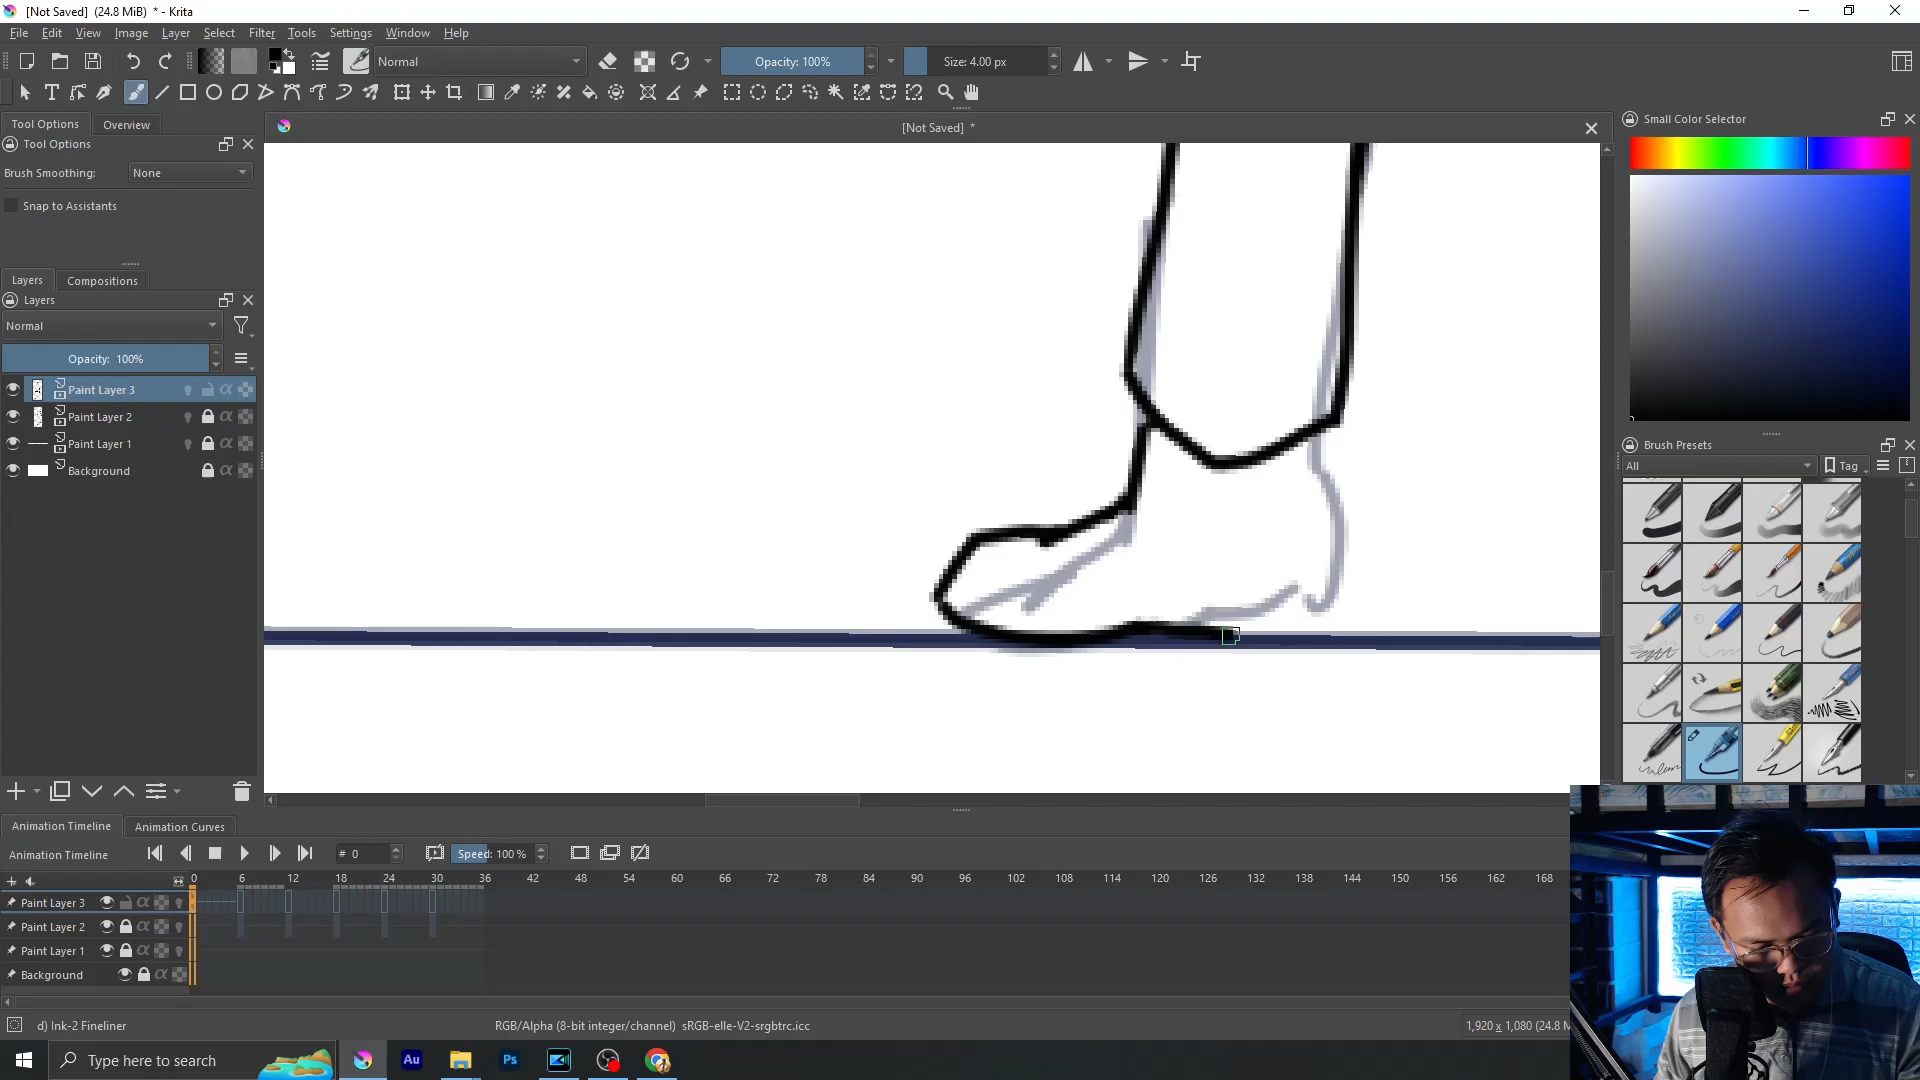 [Not Saved]  (24.8 MiB)  * - Krita
File Edit View Image Layer Select Filter Tools Settings Window Help
Normal Opacity: 100% Size: 4.00 px
Tool Options Overview
[Not Saved] *
Small Color Selector
Tool Options
Brush Smoothing: None
Snap to Assistants
Layers Compositions
Layers
Normal
Opacity: 100%
Paint Layer 3
Paint Layer 2
Paint Layer 1
Background
Brush Presets
All Tag
Animation Timeline Animation Curves
Animation Timeline # 0 Speed: 100 %
0 6 12 18 24 30 36 42 48 54 60 66 72 78 84 90 96 102 108 114 120 126 132 138 144 150 156 162 168
Paint Layer 3
Paint Layer 2
Paint Layer 1
Background
d) Ink-2 Fineliner RGB/Alpha (8-bit integer/channel) sRGB-elle-V2-srgbtrc.icc 1,920 x 1,080 (24.8 M
Type here to search Au Ps